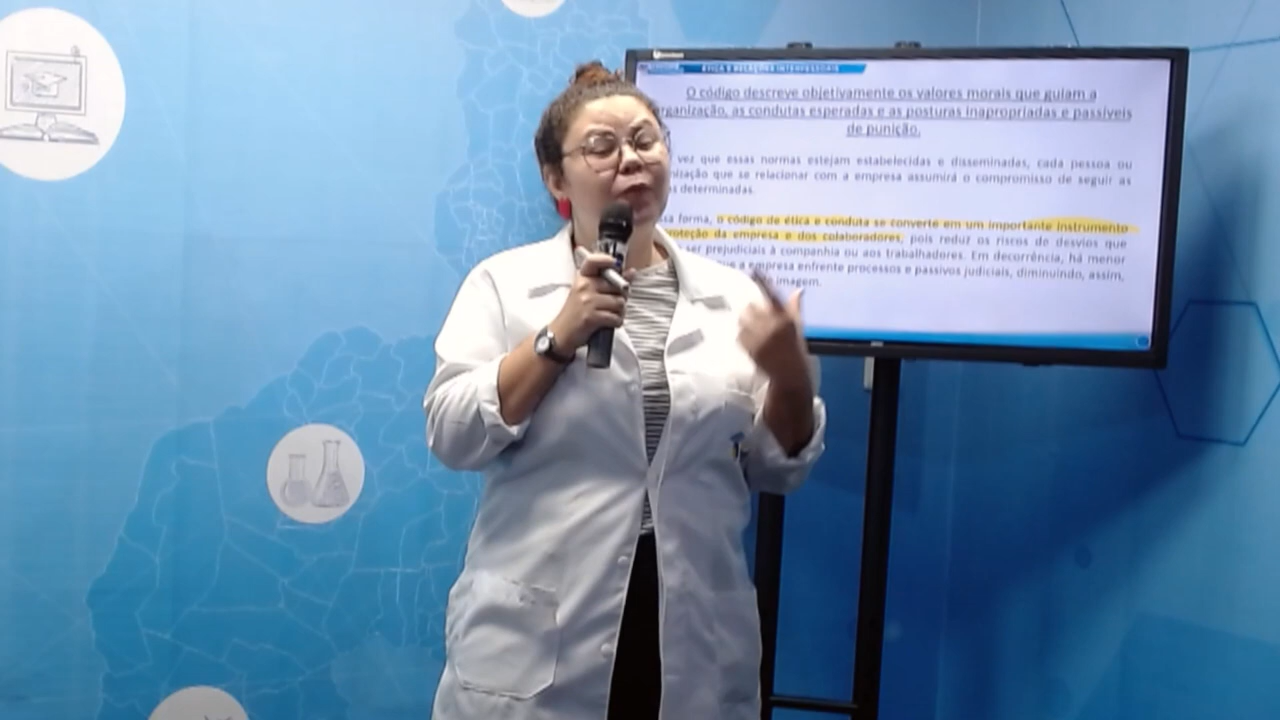 ÉTICA E RELAÇÕES INTERPESSOAIS
O código descreve objetivamente os valores morais que guiam a
organização, as condutas esperadas e as posturas inapropriadas e passíveis
de punição.
vez que essas normas estejam estabelecidas e disseminadas, cada pessoa ou
que se relacionar com a empresa assumirá o compromisso de seguir as
determinadas.
forma, o código de ética e conduta se converte em um importante instrumento
proteção da empresa e dos colaboradores, pois reduz os riscos de desvios que
ser prejudiciais à companhia ou aos trabalhadores. Em decorrência, há menor
a empresa enfrente processos e passivos judiciais, diminuindo, assim,
imagem.